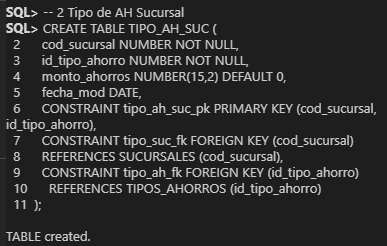 SQL> -- 2 Tipo de AH Sucursal
SQL> CREATE TABLE TIPO_AH_SUC (
2 cod_sucursal NUMBER NOT NULL,
3 id_tipo_ahorro NUMBER NOT NULL,
4 monto_ahorros NUMBER(15,2) DEFAULT 0,
5 fecha_mod DATE,
6 CONSTRAINT tipo_ah_suc_pk PRIMARY KEY (cod_sucursal,
id_tipo_ahorro),
7 CONSTRAINT tipo_suc_fk FOREIGN KEY (cod_sucursal)
8 REFERENCES SUCURSALES (cod_sucursal),
9 CONSTRAINT tipo_ah_fk FOREIGN KEY (id_tipo_ahorro)
10 REFERENCES TIPOS_AHORROS (id_tipo_ahorro)
11 );
TABLE created.